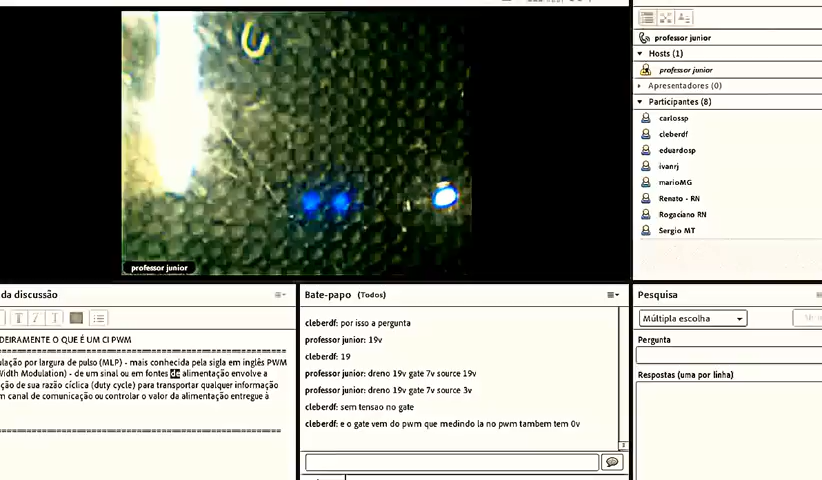 professor junior
Hosts (1)
professor junior
Apresentadores (0)
Participantes (8)
carlossp
cleberdf
eduardosp
ivanrj
marioMG
Renato - RN
Rogaciano RN
Sergio MT
professor junior
da discussão
DEIRAMENTE O QUE É UM CI PWM
ulação por largura de pulso (MLP) - mais conhecida pela sigla em inglês PWM
Width Modulation) - de um sinal ou em fontes de alimentação envolve a
ção de sua razão cíclica (duty cycle) para transportar qualquer informação
m canal de comunicação ou controlar o valor da alimentação entregue à
Bate-papo (Todos)
cleberdf: por isso a pergunta
professor junior: 19v
cleberdf: 19
professor junior: dreno 19v gate 7v source 19v
professor junior: dreno 19v gate 7v source 3v
cleberdf: sem tensao no gate
cleberdf: e o gate vem do pwm que medindo la no pwm tambem tem 0v
Pesquisa
Múltipla escolha
Pergunta
Respostas (uma por linha)